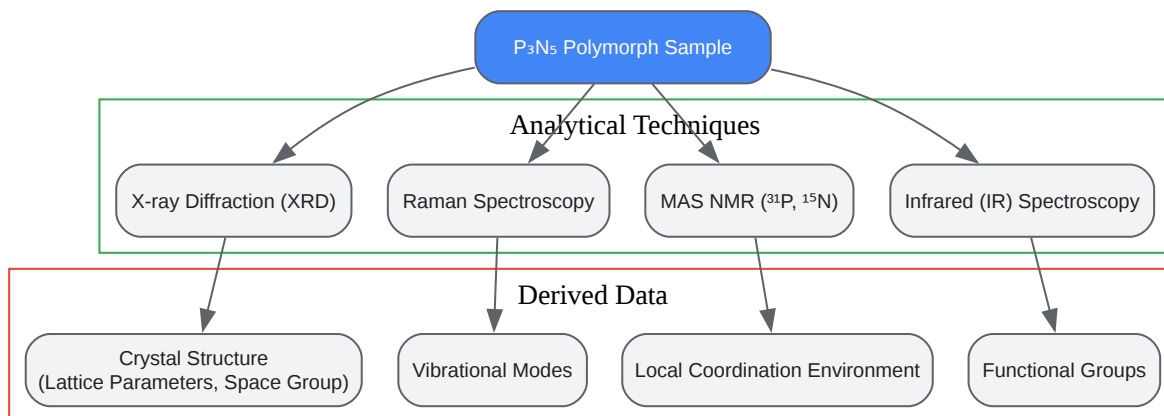 P₃N₅ Polymorph Sample
Analytical Techniques
X-ray Diffraction (XRD)
Raman Spectroscopy
MAS NMR (³¹P, ¹⁵N)
Infrared (IR) Spectroscopy
Derived Data
Crystal Structure
(Lattice Parameters, Space Group)
Vibrational Modes
Local Coordination Environment
Functional Groups